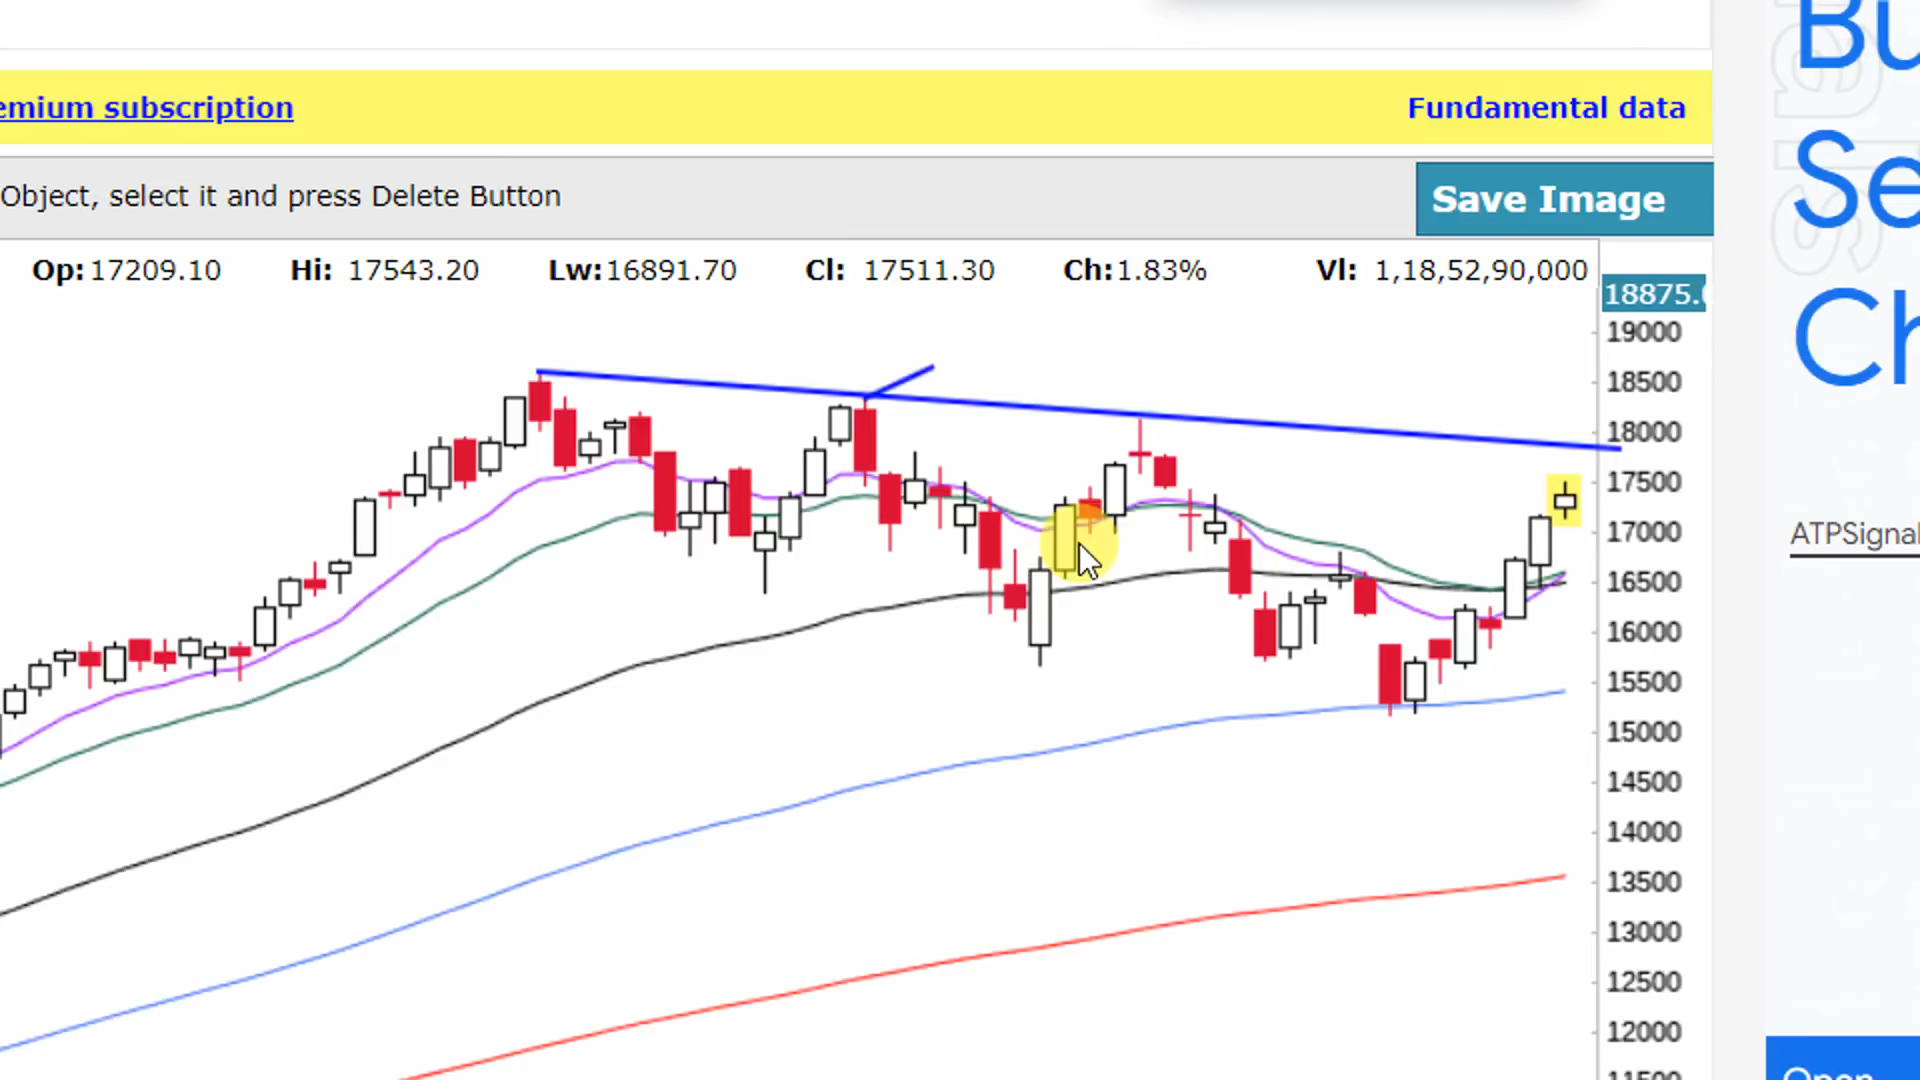 emium subscription
Fundamental data
Object, select it and press Delete Button
Save Image
Op: 17209.10 Hi: 17543.20 Lw: 16891.70 Cl: 17511.30 Ch: 1.83% Vl: 1,18,52,90,000
18875.
19000
18500
18000
17500
17000
16500
16000
15500
15000
14500
14000
13500
13000
12500
12000
11500
Bu
Se
Ch
ATPSignal
Open